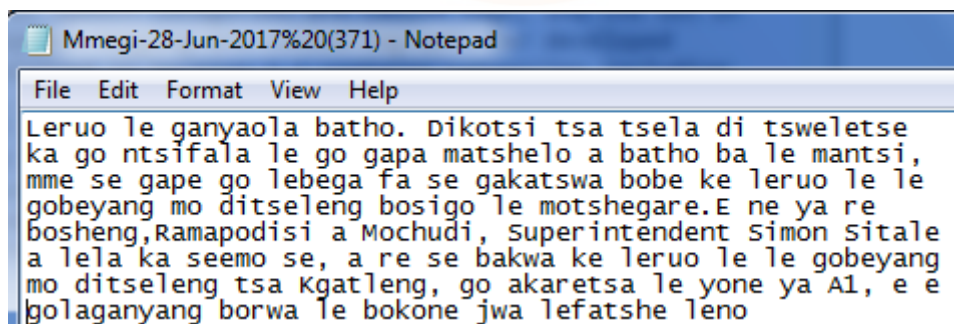 Mmegi-28-Jun-2017%20(371) - Notepad
File Edit Format View Help
Leruo le ganyaola batho. Dikotsi tsa tsela di tsweletse
ka go ntsifala le go gapa matshelo a batho ba le mantsi,
mme se gape go lebega fa se gakatswa bobe ke leruo le le
gobeyang mo ditseleng bosigo le motshegare.E ne ya re
bosheng,Ramapodisi a Mochudi, Superintendent Simon Sitale
a lela ka seemo se, a re se bakwa ke leruo le le gobeyang
mo ditseleng tsa Kgatleng, go akaretsa le yone ya A1, e e
golaganyang borwa le bokone jwa lefatshe leno